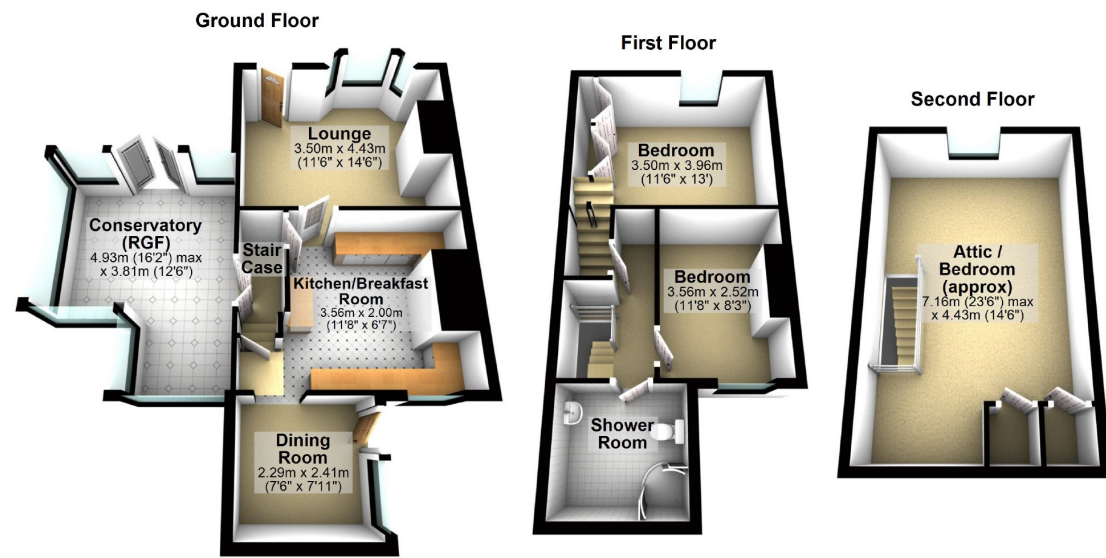 Ground Floor
Lounge
3.50m x 4.43m
(11'6" x 14'6")
Conservatory
(RGF)
4.93m (16'2") max
x 3.81m (12'6")
Stair
Case
Kitchen/Breakfast
Room
3.56m x 2.00m
(11'8" x 6'7")
Dining
Room
2.29m x 2.41m
(7'6" x 7'11")
First Floor
Bedroom
3.50m x 3.96m
(11'6" x 13')
Bedroom
3.56m x 2.52m
(11'8" x 8'3")
Shower
Room
Second Floor
Attic /
Bedroom
(approx)
7.16m (23'6") max
x 4.43m (14'6")